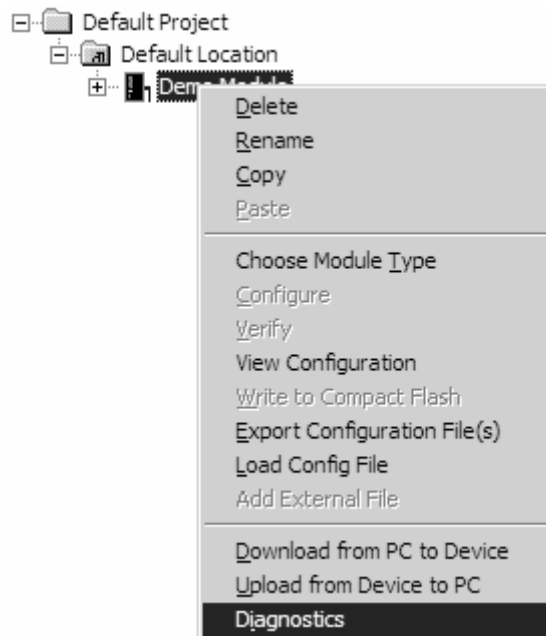 Default Project
Default Location
Demo Module
Delete
Rename
Copy
Paste
Choose Module Type
Configure
Verify
View Configuration
Write to Compact Flash
Export Configuration File(s)
Load Config File
Add External File
Download from PC to Device
Upload from Device to PC
Diagnostics